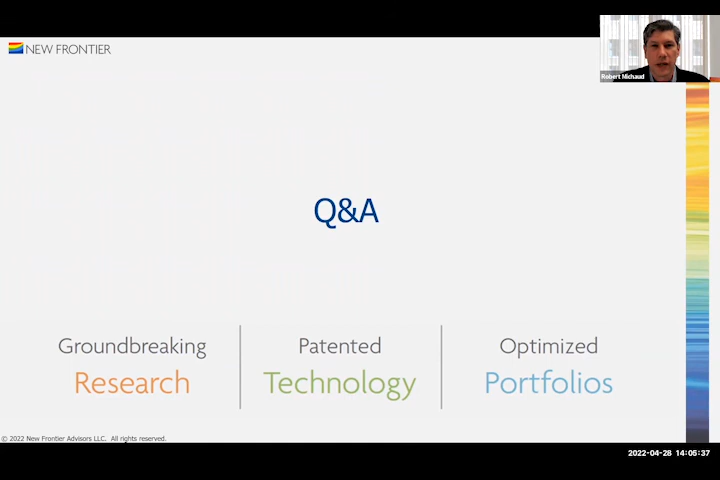 NEW FRONTIER
Robert Michaud
Q&A
Groundbreaking
Research
Patented
Technology
Optimized
Portfolios
© 2022 New Frontier Advisors LLC. All rights reserved.
2022-04-28 14:05:37